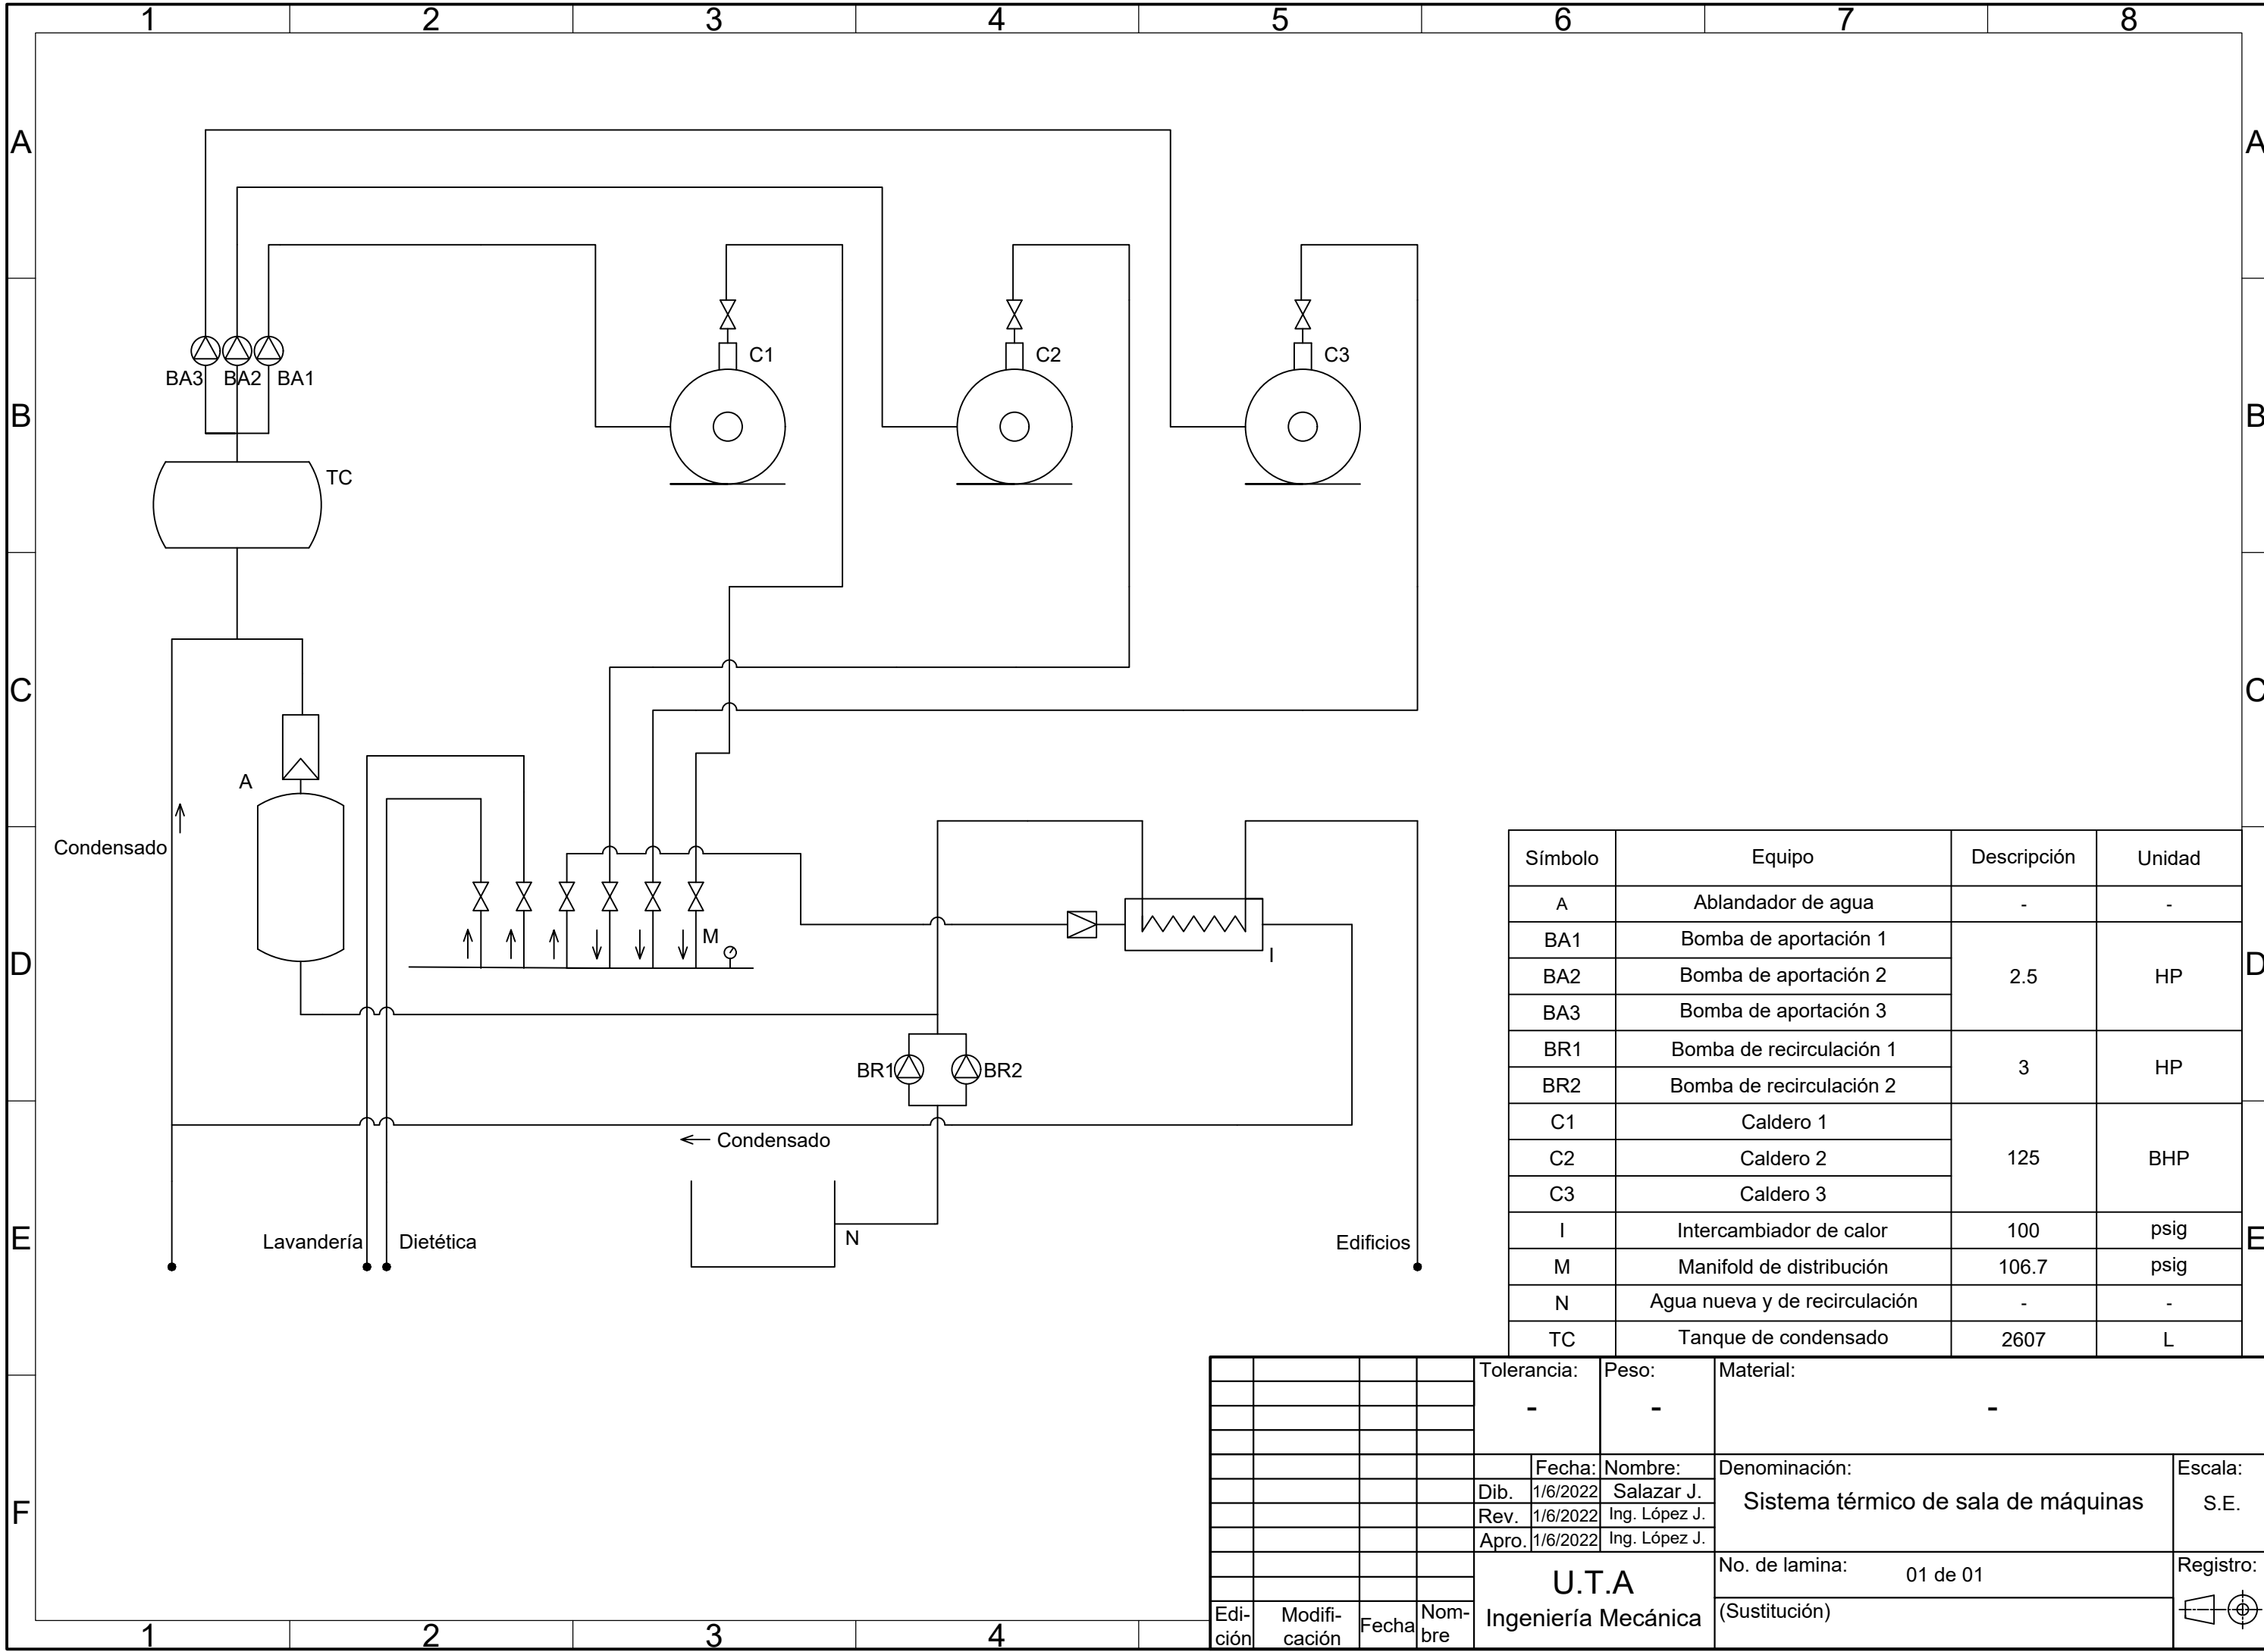 1 2 3 4 5 6 7 8
A A
C1 C2 C3
BA3 BA2 BA1
B B
TC
C C
A
Condensado
M
I
D D
BR1 BR2
Condensado
N
E E
Lavandería Dietética Edificios
Símbolo Equipo Descripción Unidad
A Ablandador de agua - -
BA1 Bomba de aportación 1
BA2 Bomba de aportación 2 2.5 HP
BA3 Bomba de aportación 3
BR1 Bomba de recirculación 1
3 HP
BR2 Bomba de recirculación 2
C1 Caldero 1
C2 Caldero 2 125 BHP
C3 Caldero 3
I Intercambiador de calor 100 psig
M Manifold de distribución 106.7 psig
N Agua nueva y de recirculación - -
TC Tanque de condensado 2607 L
F
Tolerancia: Peso: Material:
- - -
Fecha: Nombre: Denominación: Escala:
Dib. 1/6/2022 Salazar J.
Sistema térmico de sala de máquinas S.E.
Rev. 1/6/2022 Ing. López J.
Apro. 1/6/2022 Ing. López J.
U.T.A
Ingeniería Mecánica
No. de lamina: 01 de 01 Registro:
(Sustitución)
Edi-
ción
Modifi-
cación
Fecha
Nom-
bre
1 2 3 4